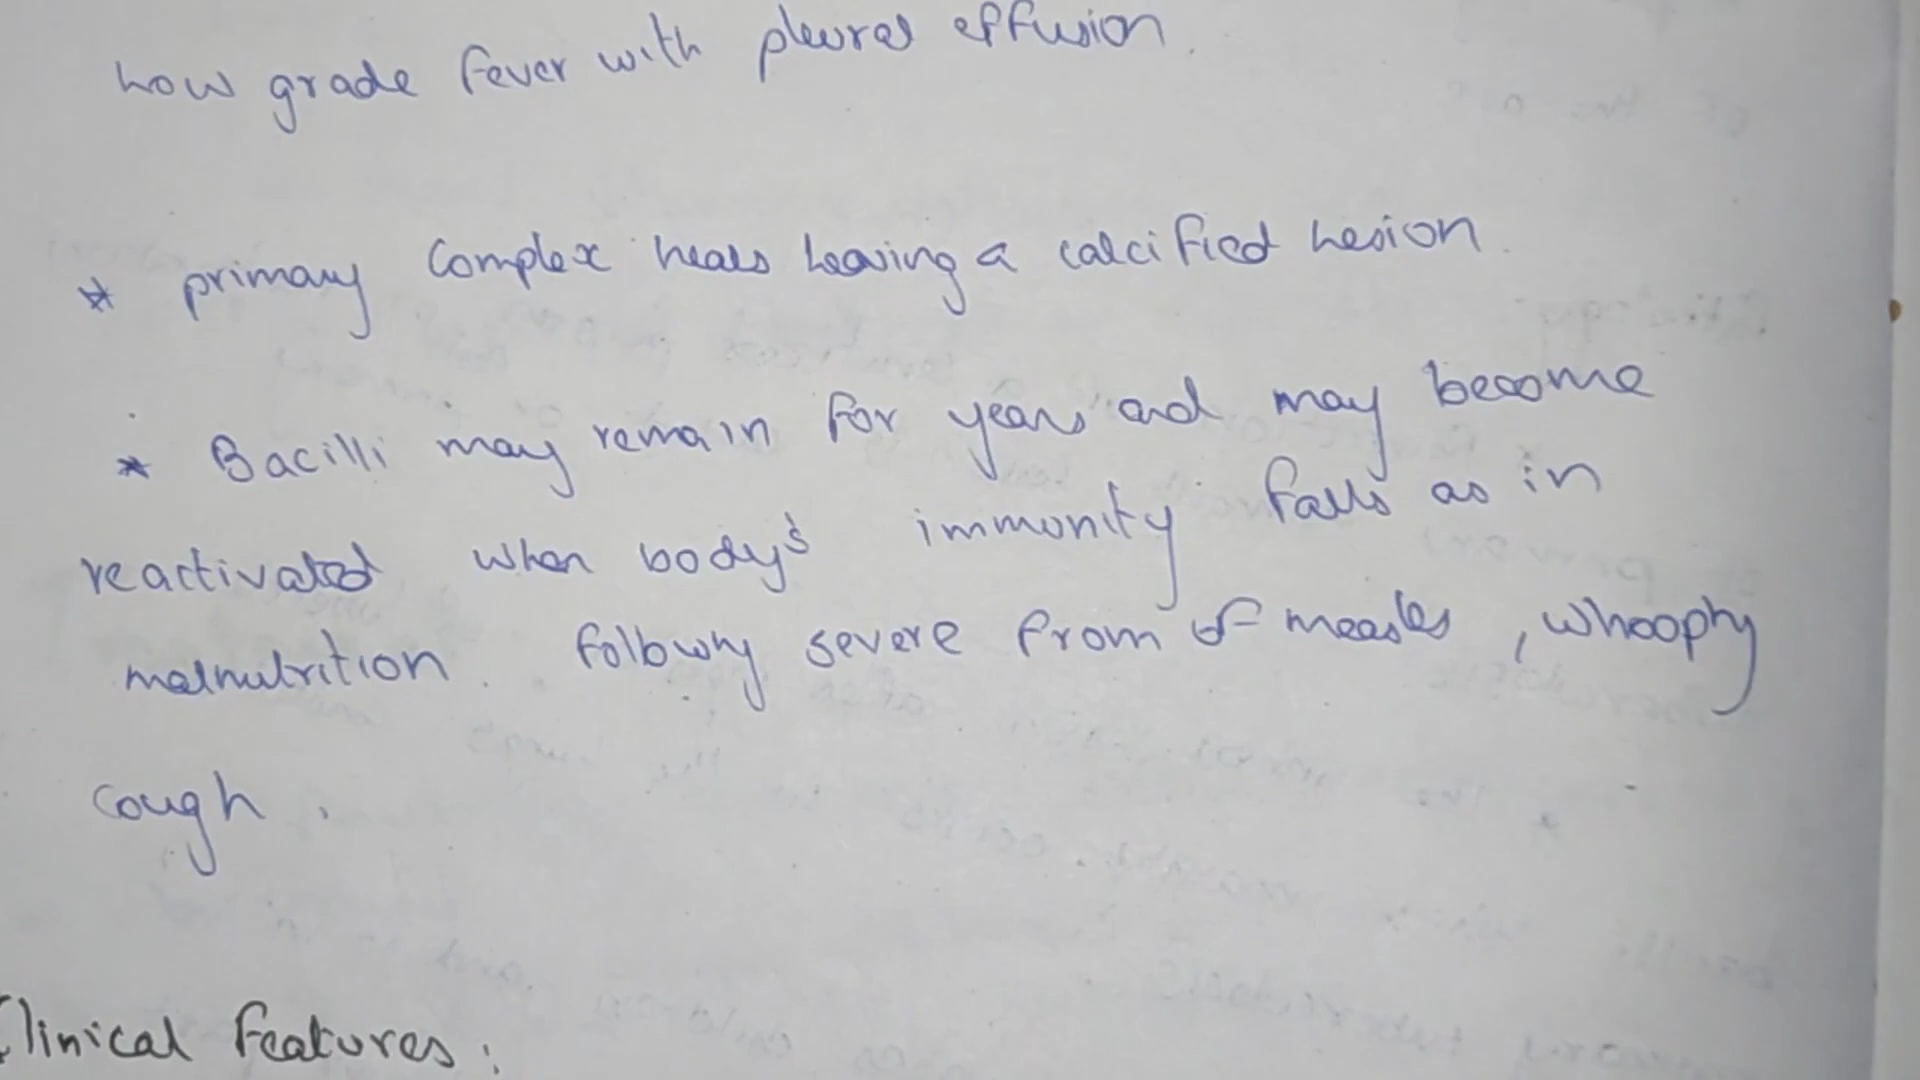 Low grade fever with pleural effusion.
* primary Complex heals leaving a calcified lesion.
* Bacilli may remain for years and may become
reactivated when body's immunity falls as in
malnutrition. following severe from of measles, whooping
cough.
Clinical Features: